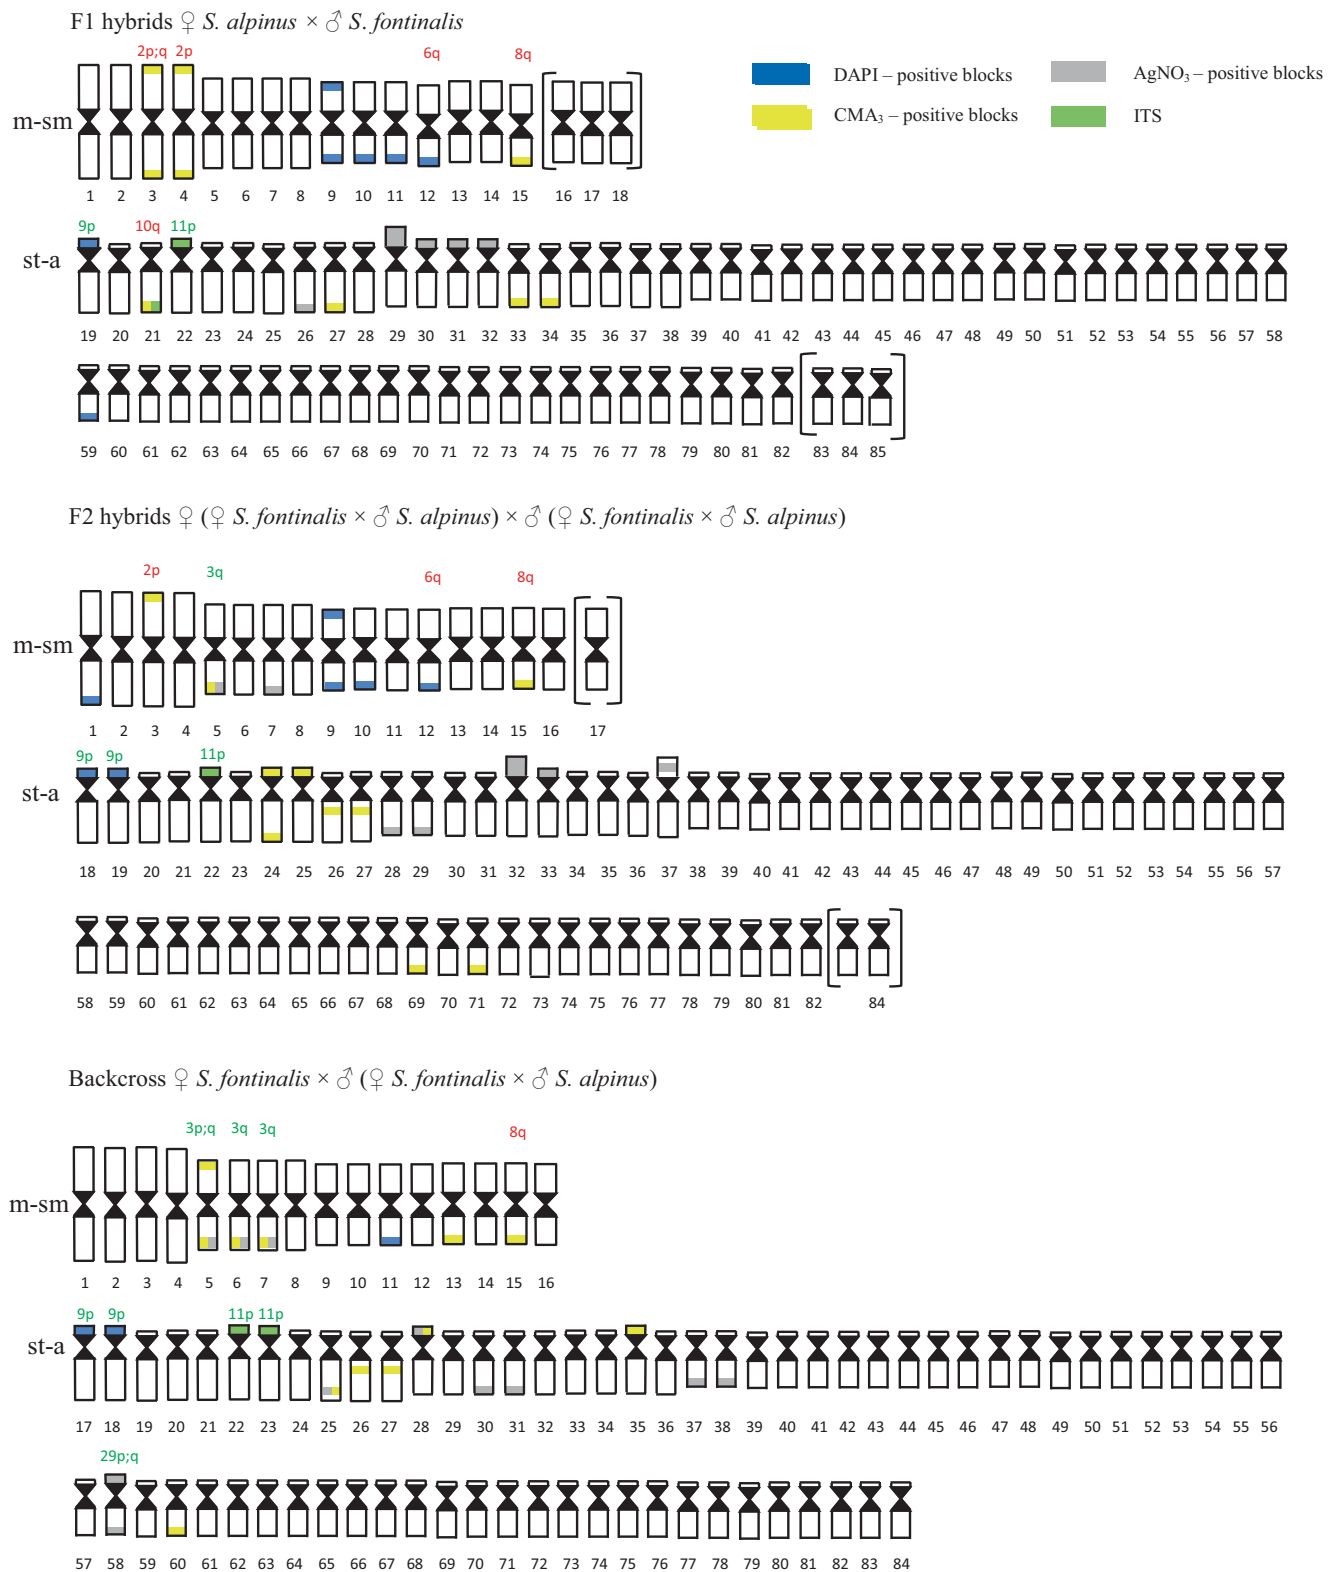 F1 hybrids ♀ S. alpinus × ♂ S. fontinalis
2p;q 2p 6q 8q
DAPI – positive blocks AgNO3 – positive blocks
CMA3 – positive blocks ITS
m-sm
1 2 3 4 5 6 7 8 9 10 11 12 13 14 15 16 17 18
9p 10q 11p
st-a
19 20 21 22 23 24 25 26 27 28 29 30 31 32 33 34 35 36 37 38 39 40 41 42 43 44 45 46 47 48 49 50 51 52 53 54 55 56 57 58
59 60 61 62 63 64 65 66 67 68 69 70 71 72 73 74 75 76 77 78 79 80 81 82 83 84 85
F2 hybrids ♀ (♀ S. fontinalis × ♂ S. alpinus) × ♂ (♀ S. fontinalis × ♂ S. alpinus)
2p 3q 6q 8q
m-sm
1 2 3 4 5 6 7 8 9 10 11 12 13 14 15 16 17
9p 9p 11p
st-a
18 19 20 21 22 23 24 25 26 27 28 29 30 31 32 33 34 35 36 37 38 39 40 41 42 43 44 45 46 47 48 49 50 51 52 53 54 55 56 57
58 59 60 61 62 63 64 65 66 67 68 69 70 71 72 73 74 75 76 77 78 79 80 81 82 84
Backcross ♀ S. fontinalis × ♂ (♀ S. fontinalis × ♂ S. alpinus)
3p;q 3q 3q 8q
m-sm
1 2 3 4 5 6 7 8 9 10 11 12 13 14 15 16
9p 9p 11p 11p
st-a
17 18 19 20 21 22 23 24 25 26 27 28 29 30 31 32 33 34 35 36 37 38 39 40 41 42 43 44 45 46 47 48 49 50 51 52 53 54 55 56
29p;q
57 58 59 60 61 62 63 64 65 66 67 68 69 70 71 72 73 74 75 76 77 78 79 80 81 82 83 84